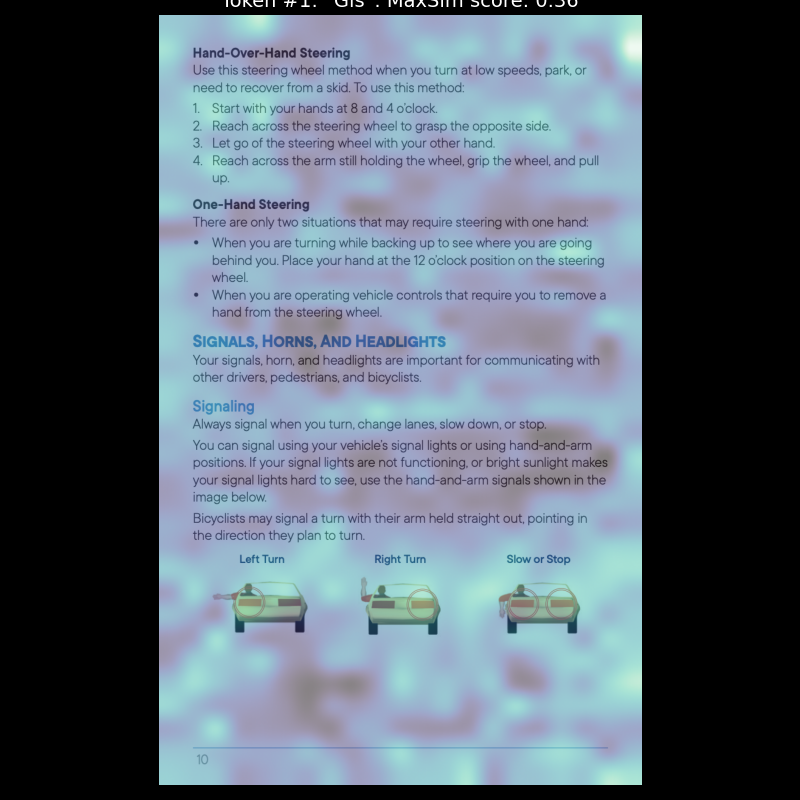 Token #1: "Gis". MaxSim score: 0.36
Hand-Over-Hand Steering
Use this steering wheel method when you turn at low speeds, park, or
need to recover from a skid. To use this method:
1. Start with your hands at 8 and 4 o'clock.
2. Reach across the steering wheel to grasp the opposite side.
3. Let go of the steering wheel with your other hand.
4. Reach across the arm still holding the wheel, grip the wheel, and pull
up.
One-Hand Steering
There are only two situations that may require steering with one hand:
• When you are turning while backing up to see where you are going
behind you. Place your hand at the 12 o'clock position on the steering
wheel.
• When you are operating vehicle controls that require you to remove a
hand from the steering wheel.
SIGNALS, HORNS, AND HEADLIGHTS
Your signals, horn, and headlights are important for communicating with
other drivers, pedestrians, and bicyclists.
Signaling
Always signal when you turn, change lanes, slow down, or stop.
You can signal using your vehicle's signal lights or using hand-and-arm
positions. If your signal lights are not functioning, or bright sunlight makes
your signal lights hard to see, use the hand-and-arm signals shown in the
image below.
Bicyclists may signal a turn with their arm held straight out, pointing in
the direction they plan to turn.
Left Turn Right Turn Slow or Stop
10